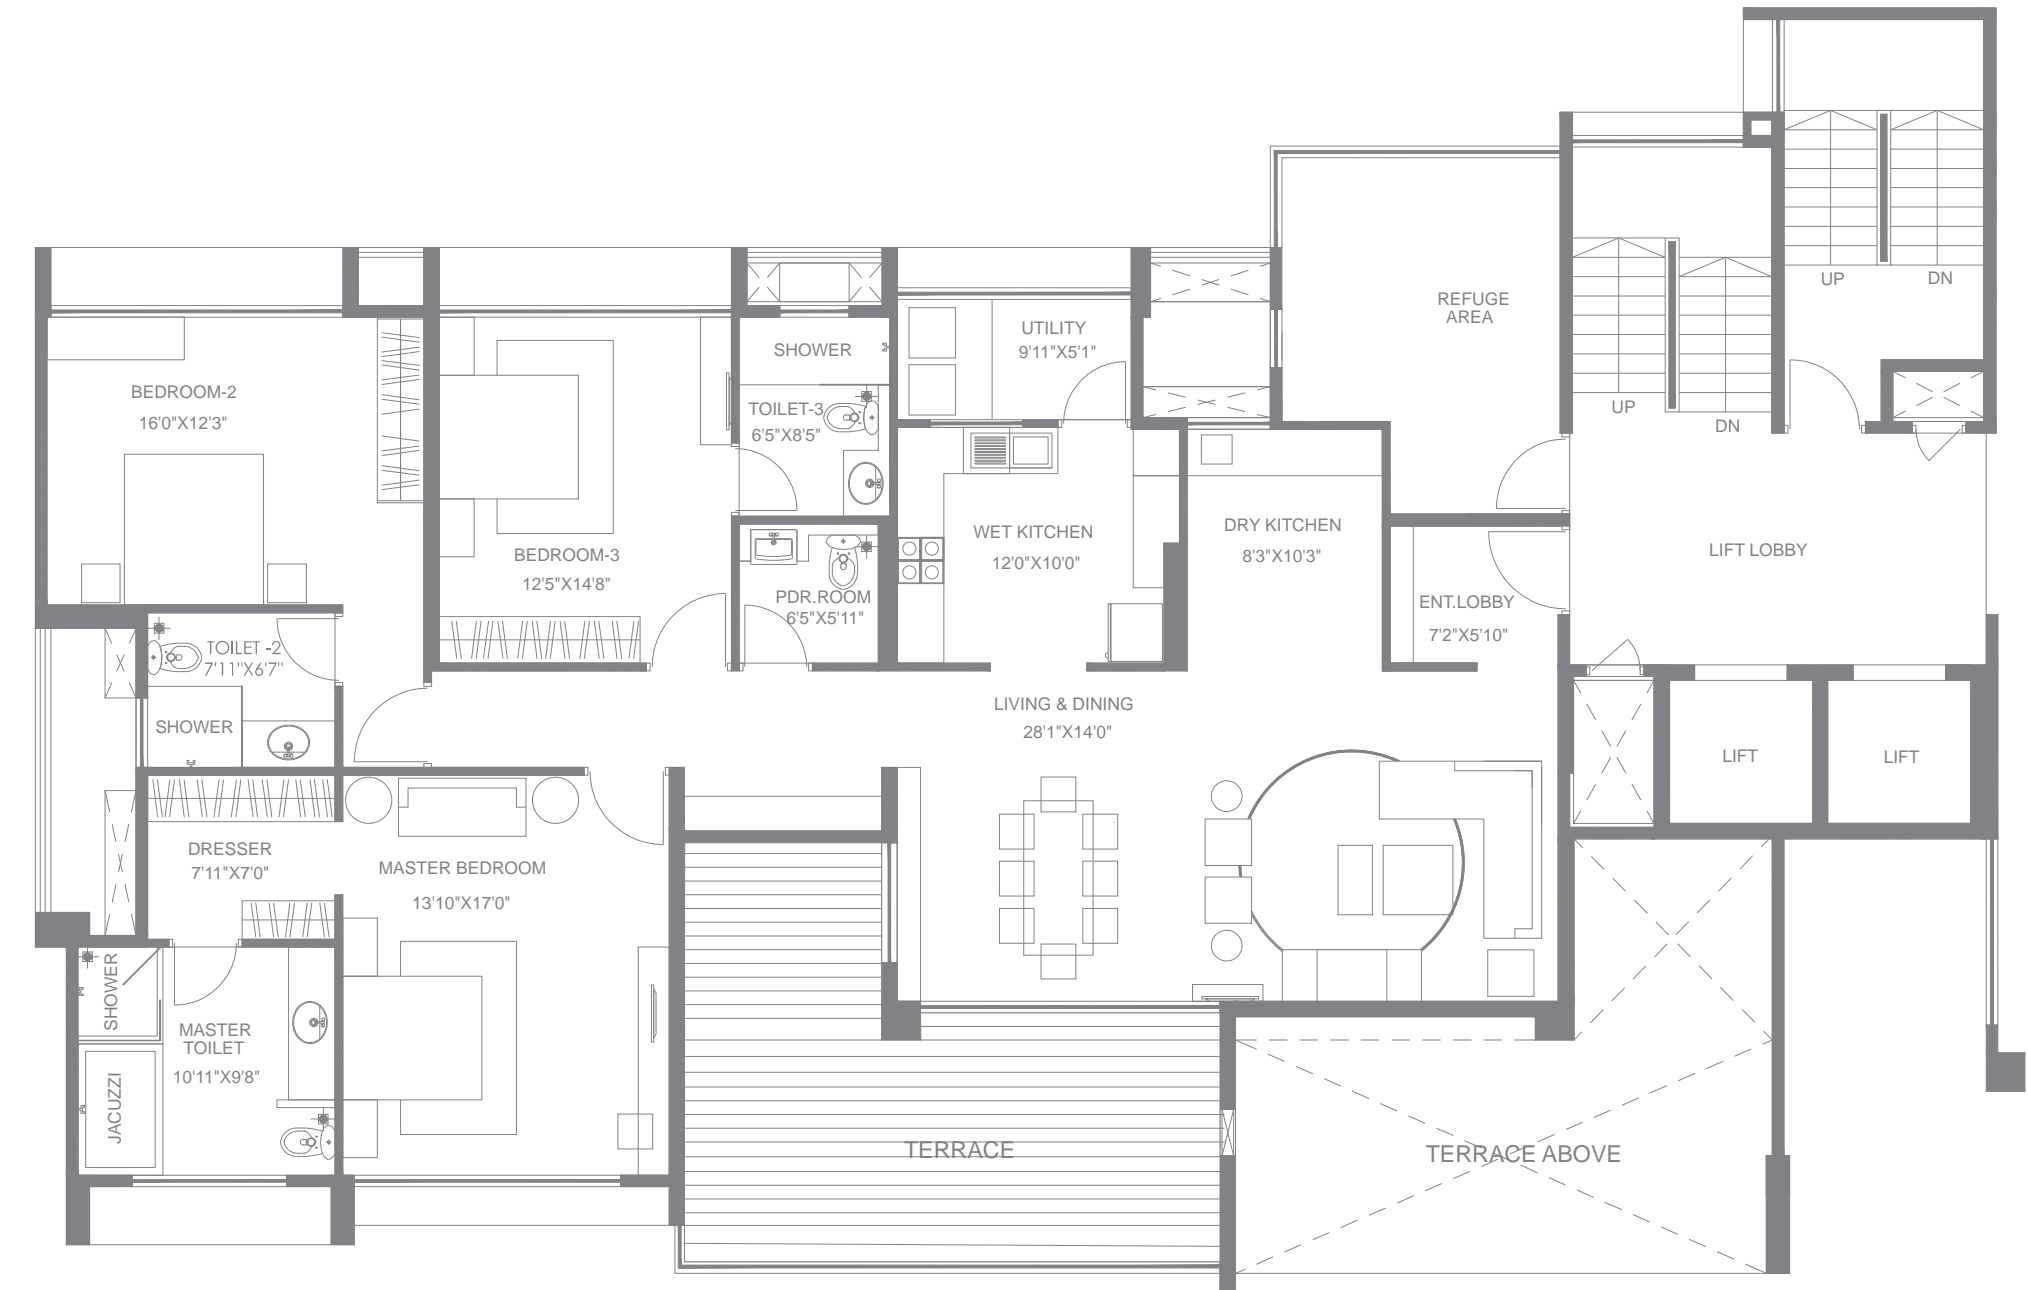 UP
DN
REFUGE
AREA
UTILITY
9'11"X5'1"
SHOWER
BEDROOM-2
16'0"X12'3"
TOILET-3
6'5"X8'5"
UP
DN
WET KITCHEN
12'0"X10'0"
DRY KITCHEN
8'3"X10'3"
LIFT LOBBY
BEDROOM-3
12'5"X14'8"
PDR.ROOM
6'5"X5'11"
ENT.LOBBY
7'2"X5'10"
TOILET -2
7'11"X6'7"
SHOWER
LIVING & DINING
28'1"X14'0"
LIFT
LIFT
DRESSER
7'11"X7'0"
MASTER BEDROOM
13'10"X17'0"
SHOWER
MASTER
TOILET
10'11"X9'8"
JACUZZI
TERRACE
TERRACE ABOVE